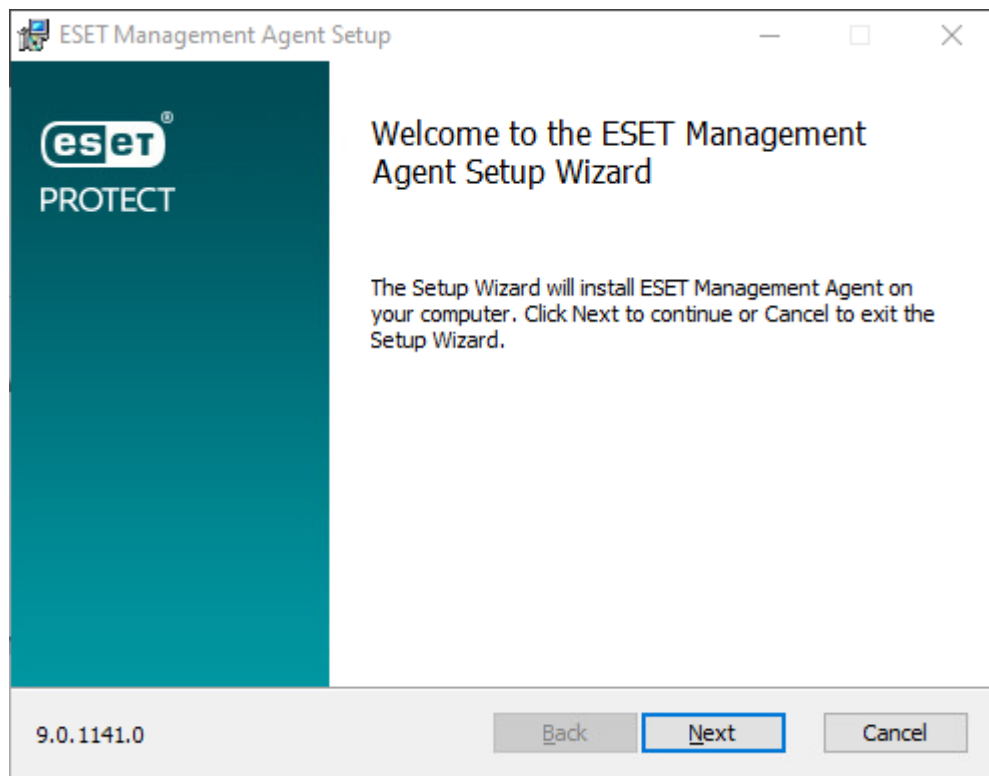 ESET Management Agent Setup
eset®
PROTECT
Welcome to the ESET Management
Agent Setup Wizard
The Setup Wizard will install ESET Management Agent on
your computer. Click Next to continue or Cancel to exit the
Setup Wizard.
9.0.1141.0
Back
Next
Cancel